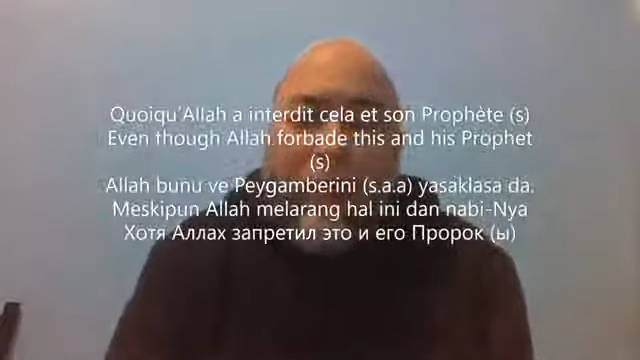 Quoiqu'Allah a interdit cela et son Prophète (s)
Even though Allah forbade this and his Prophet
(s)
Allah bunu ve Peygamberini (s.a.a) yasaklasa da.
Meskipun Allah melarang hal ini dan nabi-Nya
Хотя Аллах запретил это и его Пророк (ы)